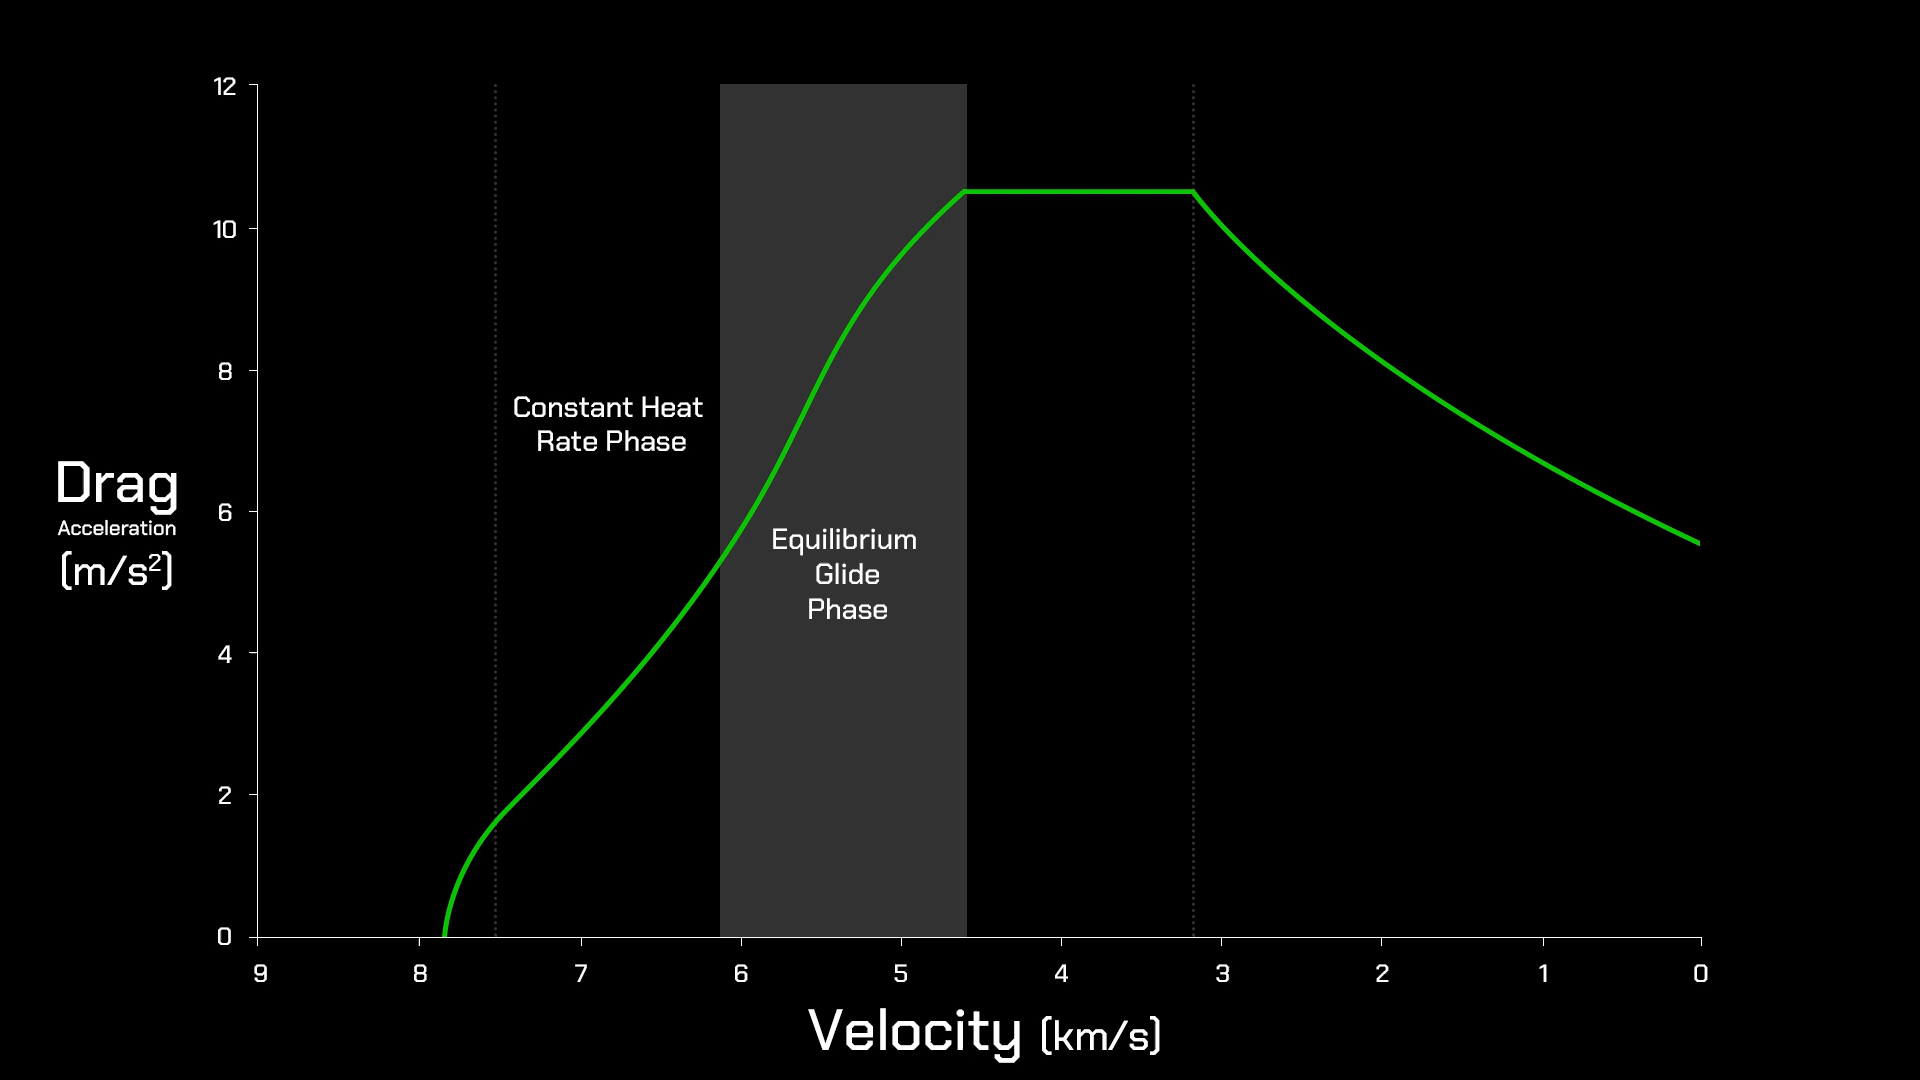 12
10
8
6
4
2
0
Drag
Acceleration
(m/s²)
Constant Heat
Rate Phase
Equilibrium
Glide
Phase
9 8 7 6 5 4 3 2 1 0
Velocity (km/s)